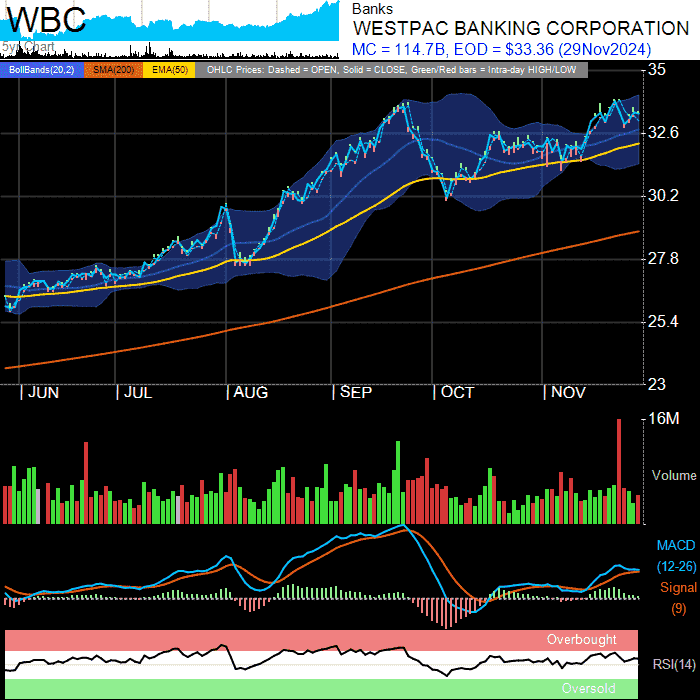 WBC
5yr Chart
Banks
WESTPAC BANKING CORPORATION
MC = 114.7B, EOD = $33.36 (29Nov2024)
BollBands(20,2) SMA(200) EMA(50) OHLC Prices: Dashed = OPEN, Solid = CLOSE, Green/Red bars = Intra-day HIGH/LOW
35
32.6
30.2
27.8
25.4
23
|JUN |JUL |AUG |SEP |OCT |NOV
16M
Volume
MACD
(12-26)
Signal
(9)
Overbought
RSI(14)
Oversold